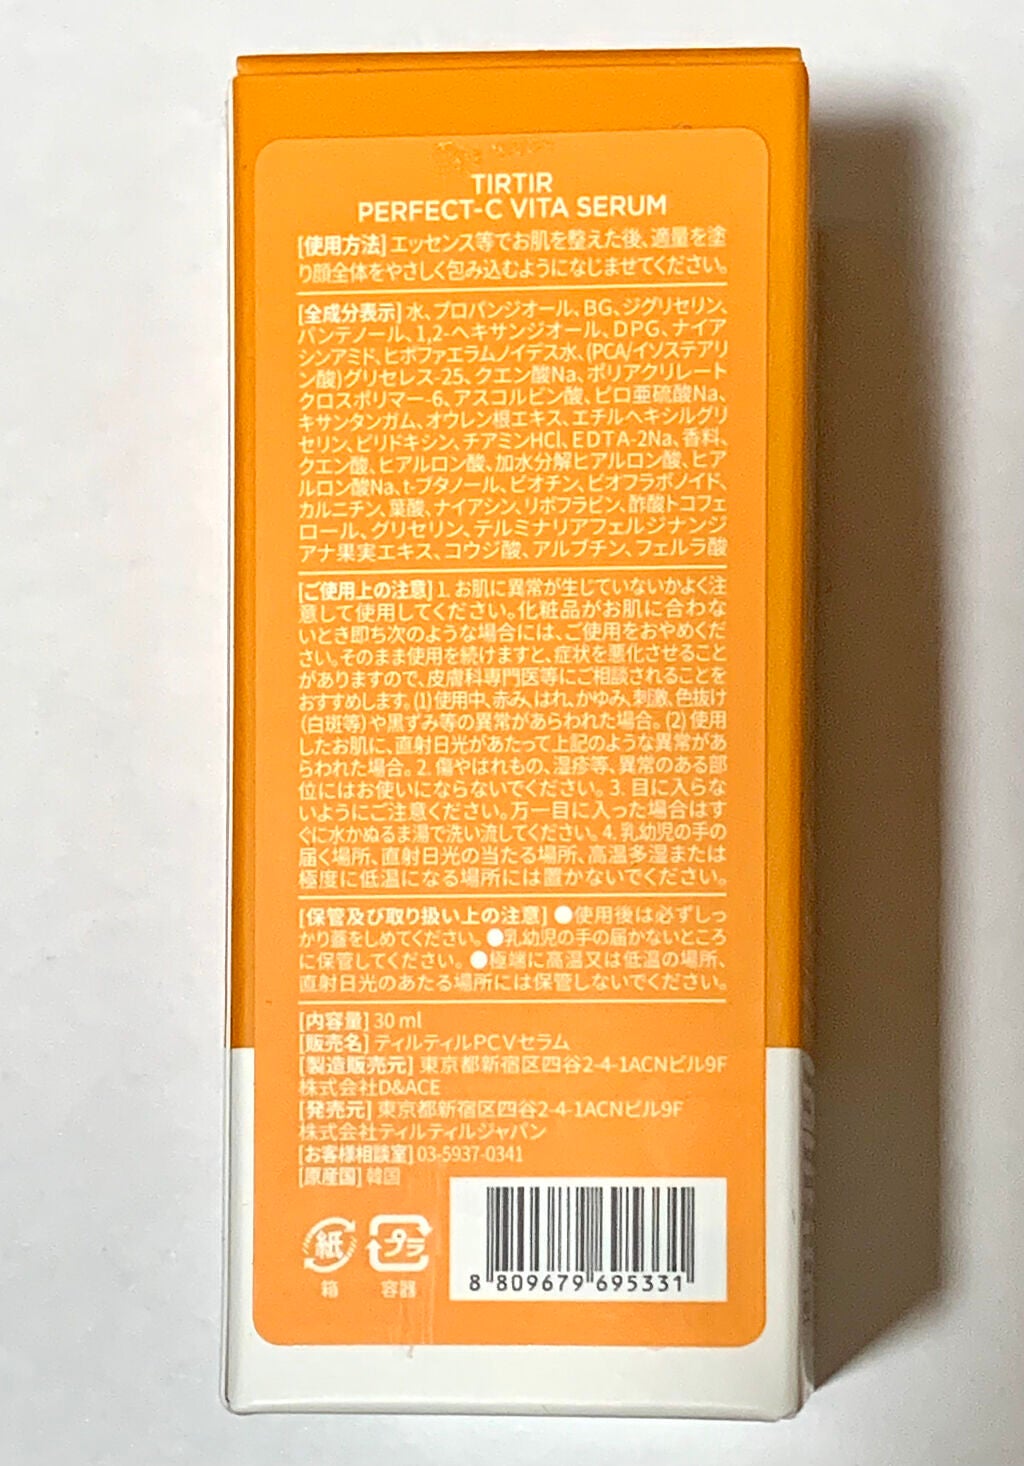 TIRTIR
PERFECT-C VITA SERUM
[使用方法] エッセンス等でお肌を整えた後、適量を塗
り顔全体をやさしく包み込むようになじませてください。
[全成分表示] 水、プロパンジオール、BG、ジグリセリン、
パンテノール、1,2-ヘキサンジオール、DPG、ナイア
シンアミド、ヒポファエラムノイデス水、(PCA/イソステアリ
ン酸)グリセレス-25、クエン酸Na、ポリアクリレート
クロスポリマー-6、アスコルビン酸、ピロ亜硫酸Na、
キサンタンガム、オウレン根エキス、エチルヘキシルグリ
セリン、ピリドキシン、チアミンHCl、EDTA-2Na、香料、
クエン酸、ヒアルロン酸、加水分解ヒアルロン酸、ヒア
ルロン酸Na、t-ブタノール、ビオチン、ビオフラボノイド、
カルニチン、葉酸、ナイアシン、リボフラビン、酢酸トコフェ
ロール、グリセリン、テルミナリアフェルジナンジ
アナ果実エキス、コウジ酸、アルブチン、フェルラ酸
[ご使用上の注意] 1. お肌に異常が生じていないかよく注
意して使用してください。化粧品がお肌に合わな
いとき即ち次のような場合には、ご使用をおやめくだ
さい。そのまま使用を続けますと、症状を悪化させること
がありますので、皮膚科専門医等にご相談されることを
おすすめします。(1) 使用中、赤み、はれ、かゆみ、刺激、色抜け
(白斑等) や黒ずみ等の異常があらわれた場合。(2) 使用
したお肌に、直射日光があたって上記のような異常があ
らわれた場合。2. 傷やはれもの、湿疹等、異常のある部
位にはお使いにならないでください。3. 目に入らな
いようにご注意ください。万一目に入った場合はす
ぐに水かぬるま湯で洗い流してください。4. 乳幼児の手の
届く場所、直射日光の当たる場所、高温多湿または
極度に低温になる場所には置かないでください。
[保管及び取り扱い上の注意] ●使用後は必ずしっ
かり蓋をしめてください。●乳幼児の手の届かないところ
に保管してください。●極端に高温又は低温の場所、
直射日光のあたる場所には保管しないでください。
[内容量] 30 ml
[販売名] ティルティルPCVセラム
[製造販売元] 東京都新宿区四谷2-4-1ACNビル9F
株式会社D&ACE
[発売元] 東京都新宿区四谷2-4-1ACNビル9F
株式会社ティルティルジャパン
[お客様相談室] 03-5937-0341
[原産国] 韓国
紙 プラ
箱 容器
8 809679 695331